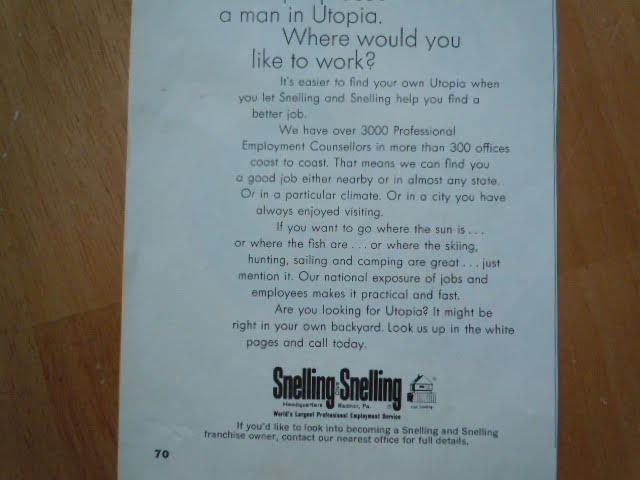 a man in Utopia.
Where would you
like to work?
It's easier to find your own Utopia when
you let Snelling and Snelling help you find a
better job.
We have over 3000 Professional
Employment Counsellors in more than 300 offices
coast to coast. That means we can find you
a good job either nearby or in almost any state.
Or in a particular climate. Or in a city you have
always enjoyed visiting.
If you want to go where the sun is . . .
or where the fish are . . . or where the skiing,
hunting, sailing and camping are great . . . just
mention it. Our national exposure of jobs and
employees makes it practical and fast.
Are you looking for Utopia? It might be
right in your own backyard. Look us up in the white
pages and call today.
Snelling and Snelling
Headquarters Paoli, Pa.
World's Largest Professional Employment Service
If you'd like to look into becoming a Snelling and Snelling
franchise owner, contact our nearest office for full details.
70